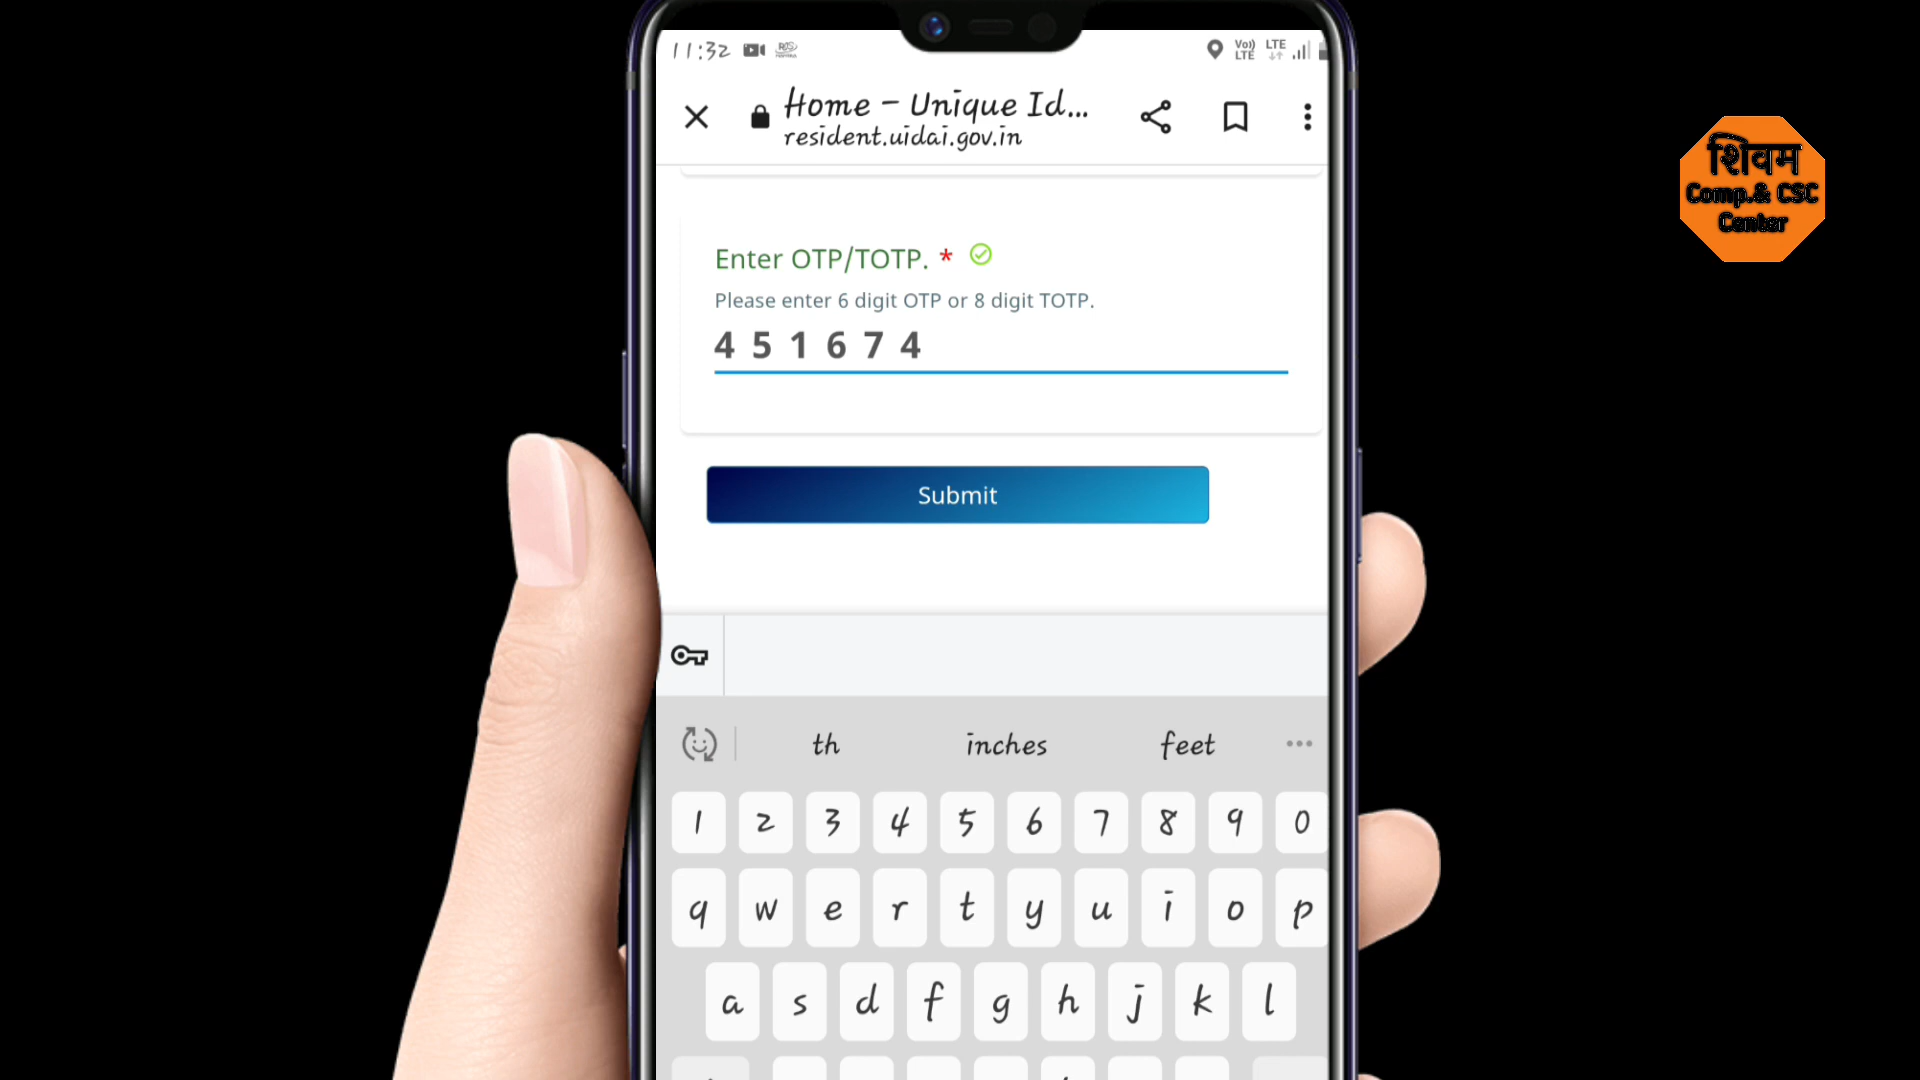 11:32
Vo))
LTE
LTE
Home – Unique Id...
resident.uidai.gov.in
Enter OTP/TOTP. *
Please enter 6 digit OTP or 8 digit TOTP.
4 5 1 6 7 4
Submit
th inches feet
1 2 3 4 5 6 7 8 9 0
q w e r t y u i o p
a s d f g h j k l
शिवम
Comp.& CSC
Center